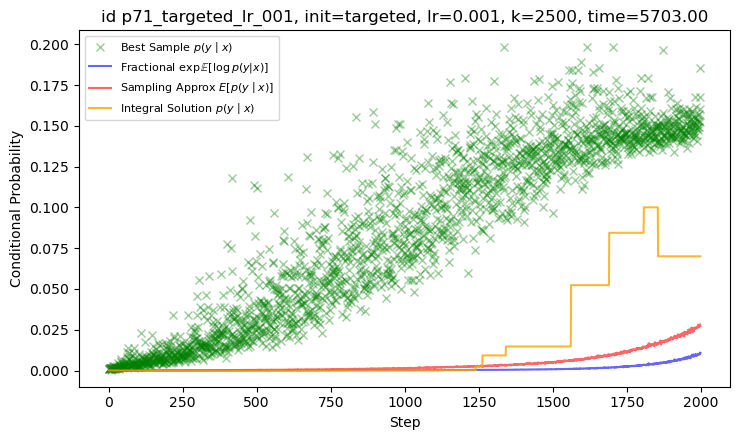 id p71_targeted_lr_001, init=targeted, lr=0.001, k=2500, time=5703.00
Best Sample p(y | x)
Fractional exp𝔼[log p(y|x)]
Sampling Approx E[p(y | x)]
Integral Solution p(y | x)
Conditional Probability
0.200
0.175
0.150
0.125
0.100
0.075
0.050
0.025
0.000
0 250 500 750 1000 1250 1500 1750 2000
Step